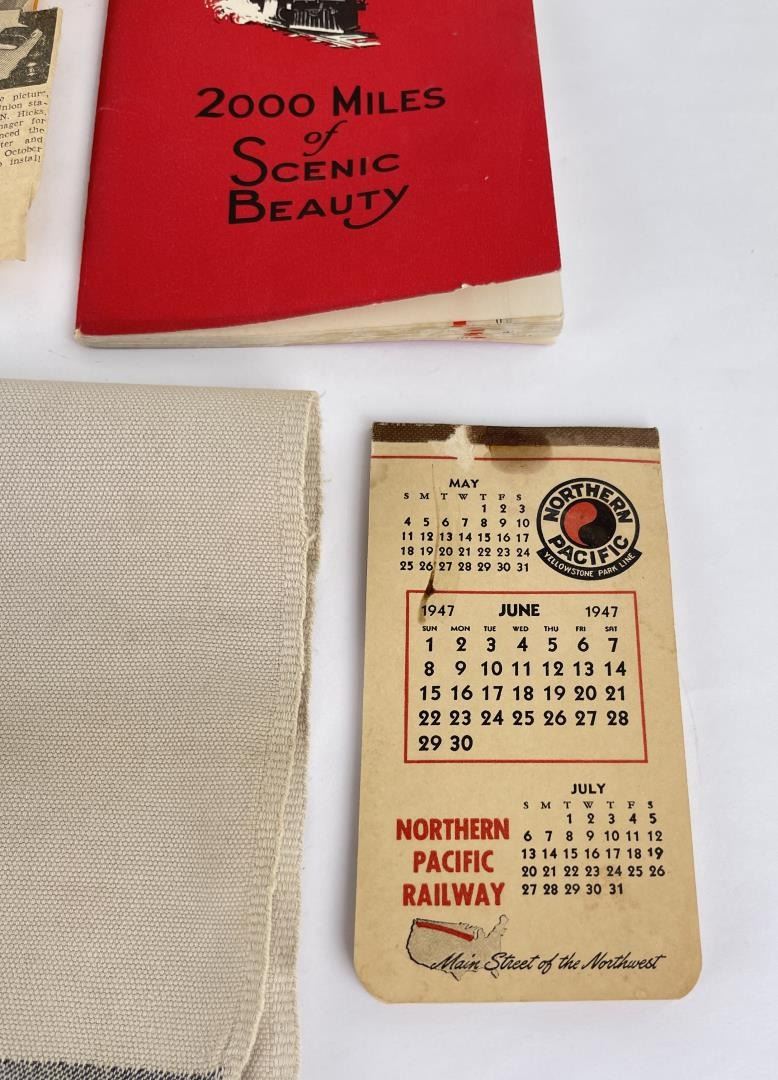 e picture,
nion sta-
N. Hicks,
nager for
nced the
ter and
October
o install
2000 MILES
of
SCENIC
BEAUTY
MAY
S M T W T F S
1 2 3
4 5 6 7 8 9 10
11 12 13 14 15 16 17
18 19 20 21 22 23 24
25 26 27 28 29 30 31
NORTHERN
PACIFIC
YELLOWSTONE PARK LINE
1947 JUNE 1947
SUN MON TUE WED THU FRI SAT
1 2 3 4 5 6 7
8 9 10 11 12 13 14
15 16 17 18 19 20 21
22 23 24 25 26 27 28
29 30
JULY
S M T W T F S
1 2 3 4 5
6 7 8 9 10 11 12
13 14 15 16 17 18 19
20 21 22 23 24 25 26
27 28 29 30 31
NORTHERN
PACIFIC
RAILWAY
Main Street of the Northwest